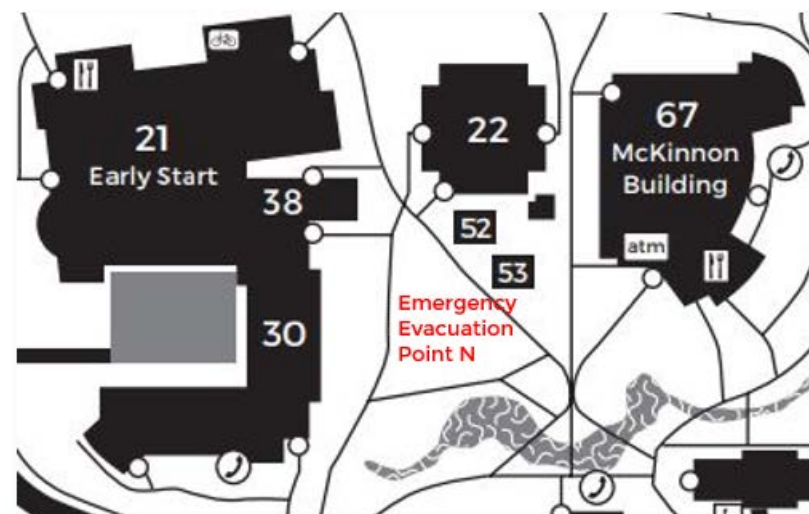 21
Early Start
38
30
22
52
53
Emergency
Evacuation
Point N
67
McKinnon
Building
atm